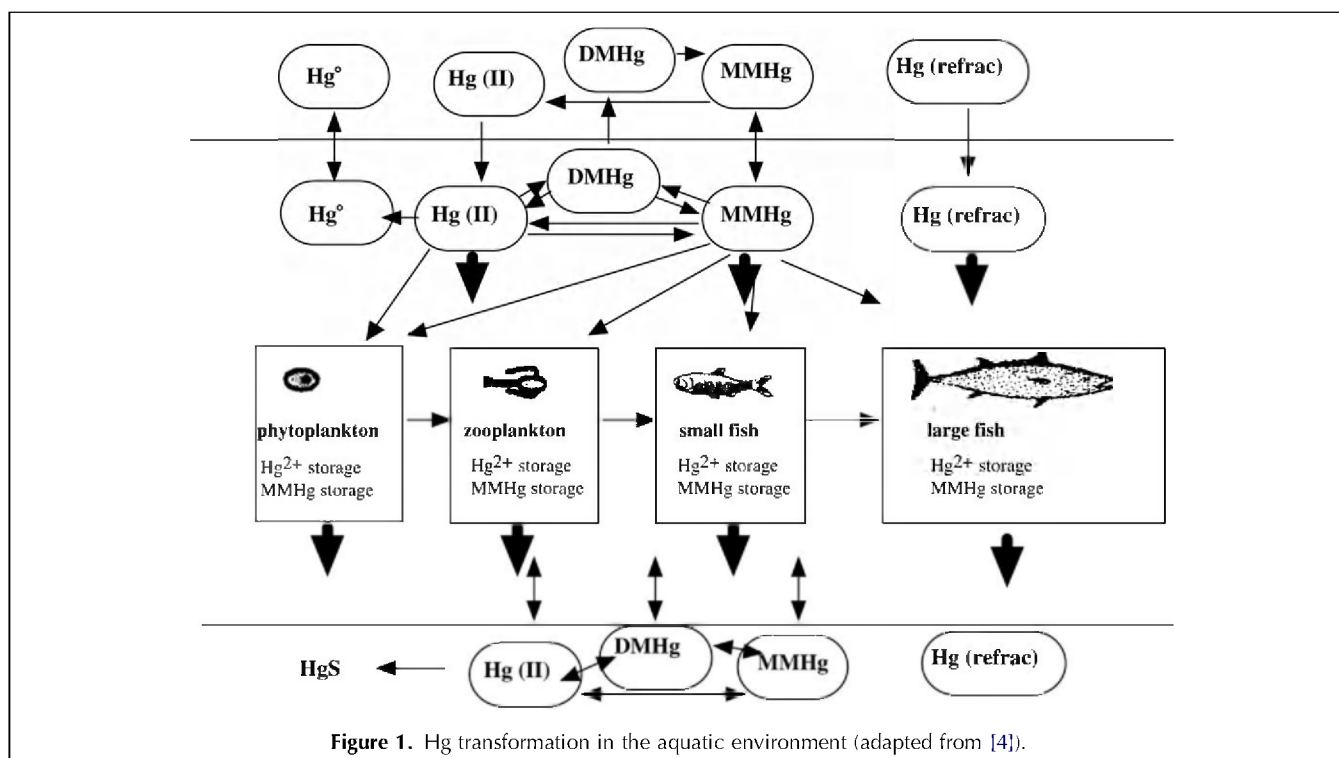 Hg°
Hg (II)
DMHg
MMHg
Hg (refrac)
Hg°
Hg (II)
DMHg
MMHg
Hg (refrac)
phytoplankton
Hg2+ storage
MMHg storage
zooplankton
Hg2+ storage
MMHg storage
small fish
Hg2+ storage
MMHg storage
large fish
Hg2+ storage
MMHg storage
HgS
Hg (II)
DMHg
MMHg
Hg (refrac)
Figure 1. Hg transformation in the aquatic environment (adapted from [4]).